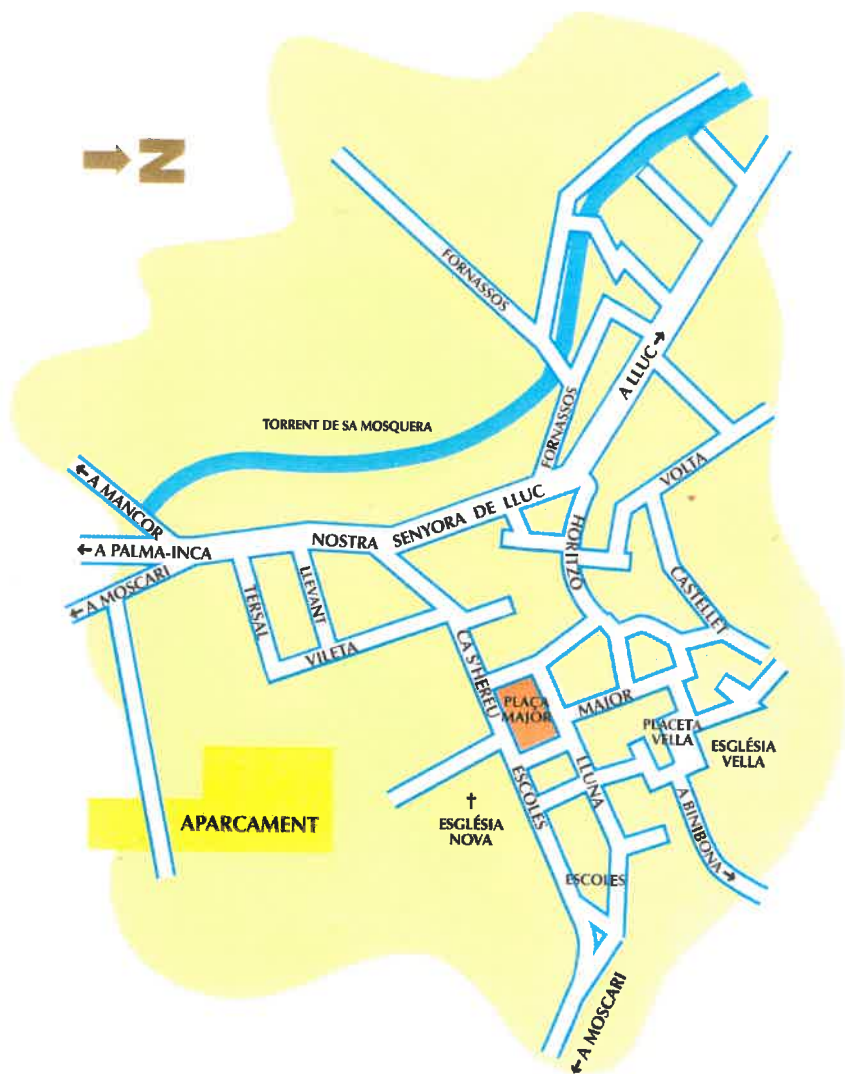 N
FORNASSOS
A LLUC →
TORRENT DE SA MOSQUERA
FORNASSOS
VOLTA
← A MANCOR
NOSTRA SENYORA DE LLUC
HORITZO
← A PALMA-INCA
← A MOSCARI
TERSAL
LLEVANT
CASTELLET
VILETA
CA S'HEREU
PLAÇA
MAJOR
MAJOR
PLACETA
VELLA
ESGLÉSIA
VELLA
LLUNA
ESCOLES
A BINIBONA →
APARCAMENT
†
ESGLÉSIA
NOVA
ESCOLES
← A MOSCARI